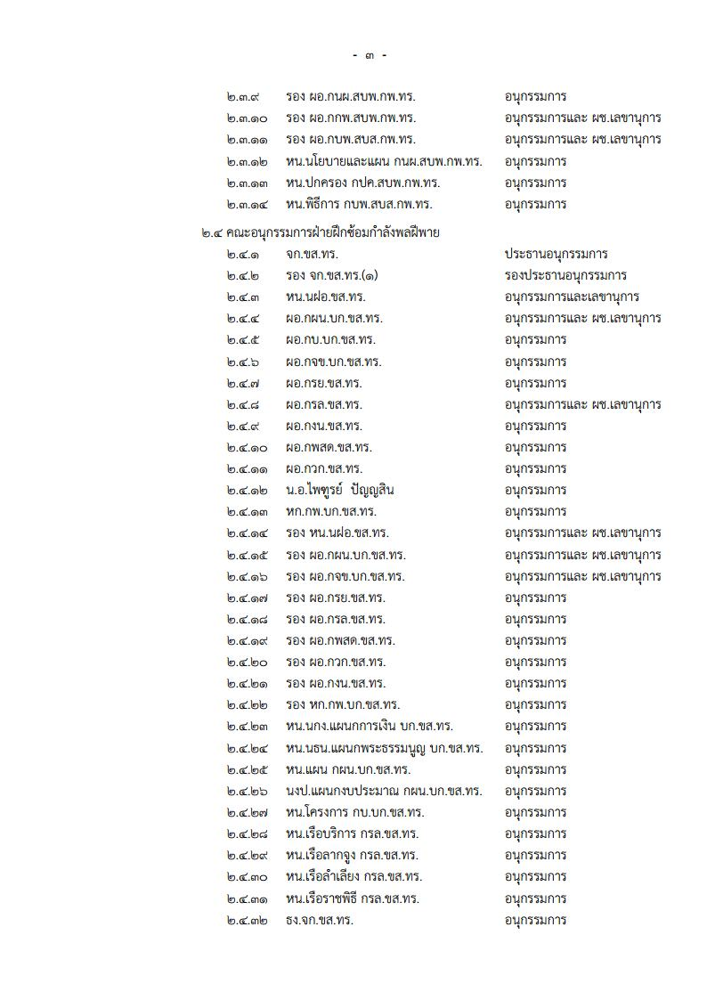 - ๓ -
๒.๓.๙ รอง ผอ.กนผ.สบพ.กพ.ทร. อนุกรรมการ
๒.๓.๑๐ รอง ผอ.กกพ.สบพ.กพ.ทร. อนุกรรมการและ ผช.เลขานุการ
๒.๓.๑๑ รอง ผอ.กบพ.สบส.กพ.ทร. อนุกรรมการและ ผช.เลขานุการ
๒.๓.๑๒ หน.นโยบายและแผน กนผ.สบพ.กพ.ทร. อนุกรรมการ
๒.๓.๑๓ หน.ปกครอง กปค.สบพ.กพ.ทร. อนุกรรมการ
๒.๓.๑๔ หน.พิธีการ กบพ.สบส.กพ.ทร. อนุกรรมการ
๒.๔ คณะอนุกรรมการฝ่ายฝึกซ้อมกำลังพลฝีพาย
๒.๔.๑ จก.ขส.ทร. ประธานอนุกรรมการ
๒.๔.๒ รอง จก.ขส.ทร.(๑) รองประธานอนุกรรมการ
๒.๔.๓ หน.นฝอ.ขส.ทร. อนุกรรมการและเลขานุการ
๒.๔.๔ ผอ.กผน.บก.ขส.ทร. อนุกรรมการและ ผช.เลขานุการ
๒.๔.๕ ผอ.กบ.บก.ขส.ทร. อนุกรรมการ
๒.๔.๖ ผอ.กจข.บก.ขส.ทร. อนุกรรมการ
๒.๔.๗ ผอ.กรย.ขส.ทร. อนุกรรมการ
๒.๔.๘ ผอ.กรล.ขส.ทร. อนุกรรมการและ ผช.เลขานุการ
๒.๔.๙ ผอ.กงน.ขส.ทร. อนุกรรมการ
๒.๔.๑๐ ผอ.กพสด.ขส.ทร. อนุกรรมการ
๒.๔.๑๑ ผอ.กวก.ขส.ทร. อนุกรรมการ
๒.๔.๑๒ น.อ.ไพฑูรย์ ปัญญสิน อนุกรรมการ
๒.๔.๑๓ หก.กพ.บก.ขส.ทร. อนุกรรมการ
๒.๔.๑๔ รอง หน.นฝอ.ขส.ทร. อนุกรรมการและ ผช.เลขานุการ
๒.๔.๑๕ รอง ผอ.กผน.บก.ขส.ทร. อนุกรรมการและ ผช.เลขานุการ
๒.๔.๑๖ รอง ผอ.กจข.บก.ขส.ทร. อนุกรรมการและ ผช.เลขานุการ
๒.๔.๑๗ รอง ผอ.กรย.ขส.ทร. อนุกรรมการ
๒.๔.๑๘ รอง ผอ.กรล.ขส.ทร. อนุกรรมการ
๒.๔.๑๙ รอง ผอ.กพสด.ขส.ทร. อนุกรรมการ
๒.๔.๒๐ รอง ผอ.กวก.ขส.ทร. อนุกรรมการ
๒.๔.๒๑ รอง ผอ.กงน.ขส.ทร. อนุกรรมการ
๒.๔.๒๒ รอง หก.กพ.บก.ขส.ทร. อนุกรรมการ
๒.๔.๒๓ หน.นกง.แผนกการเงิน บก.ขส.ทร. อนุกรรมการ
๒.๔.๒๔ หน.นธน.แผนกพระธรรมนูญ บก.ขส.ทร. อนุกรรมการ
๒.๔.๒๕ หน.แผน กผน.บก.ขส.ทร. อนุกรรมการ
๒.๔.๒๖ นงป.แผนกงบประมาณ กผน.บก.ขส.ทร. อนุกรรมการ
๒.๔.๒๗ หน.โครงการ กบ.บก.ขส.ทร. อนุกรรมการ
๒.๔.๒๘ หน.เรือบริการ กรล.ขส.ทร. อนุกรรมการ
๒.๔.๒๙ หน.เรือลากจูง กรล.ขส.ทร. อนุกรรมการ
๒.๔.๓๐ หน.เรือลำเลียง กรล.ขส.ทร. อนุกรรมการ
๒.๔.๓๑ หน.เรือราชพิธี กรล.ขส.ทร. อนุกรรมการ
๒.๔.๓๒ ธง.จก.ขส.ทร. อนุกรรมการ